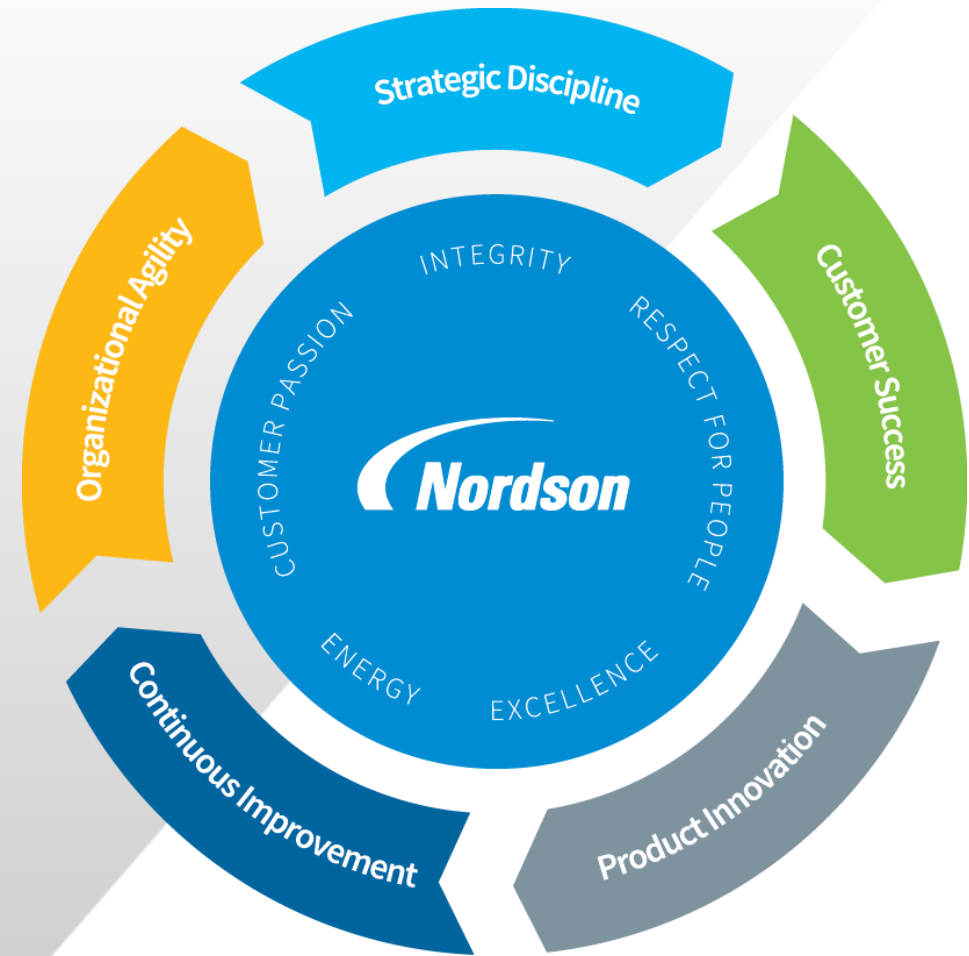 Strategic Discipline
Customer Success
Product Innovation
Continuous Improvement
Organizational Agility
INTEGRITY
RESPECT FOR PEOPLE
EXCELLENCE
ENERGY
CUSTOMER PASSION
Nordson